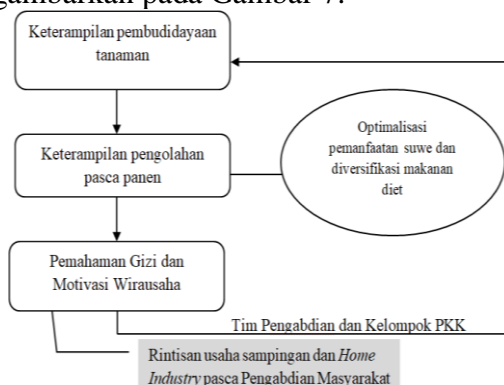 gambarkan pada Gambar 7.
Keterampilan pembudidayaan
tanaman
Keterampilan pengolahan
pasca panen
Optimalisasi
pemanfaatan suwe dan
diversifikasi makanan
diet
Pemahaman Gizi dan
Motivasi Wirausaha
Tim Pengabdian dan Kelompok PKK
Rintisan usaha sampingan dan Home
Industry pasca Pengabdian Masyarakat